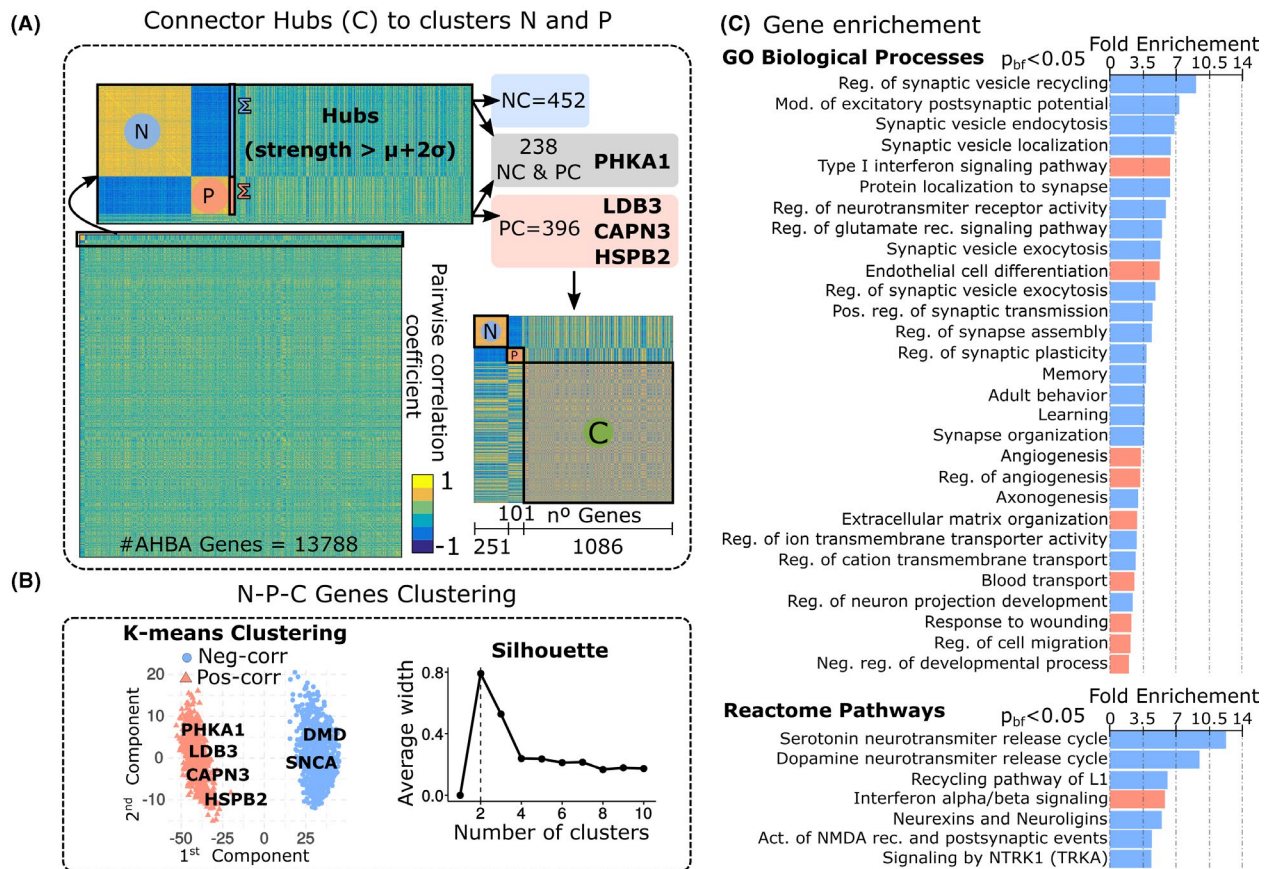 (A)
Connector Hubs (C) to clusters N and P
N
P
Σ
Σ
Hubs
(strength > μ+2σ)
NC=452
238
NC & PC
PHKA1
PC=396
LDB3
CAPN3
HSPB2
Pairwise correlation
coefficient
1
-1
#AHBA Genes = 13788
N
P
C
101 nº Genes
251
1086
(B)
N-P-C Genes Clustering
K-means Clustering
Neg-corr
Pos-corr
2nd Component
20
10
0
-10
PHKA1
LDB3
CAPN3
HSPB2
DMD
SNCA
-50 -25 0 25
1st Component
Silhouette
Average width
0.8
0.4
0.0
0 2 4 6 8 10
Number of clusters
(C) Gene enrichement
Fold Enrichement
GO Biological Processes pbf<0.05
0 3.5 7 10.5 14
Reg. of synaptic vesicle recycling
Mod. of excitatory postsynaptic potential
Synaptic vesicle endocytosis
Synaptic vesicle localization
Type I interferon signaling pathway
Protein localization to synapse
Reg. of neurotransmiter receptor activity
Reg. of glutamate rec. signaling pathway
Synaptic vesicle exocytosis
Endothelial cell differentiation
Reg. of synaptic vesicle exocytosis
Pos. reg. of synaptic transmission
Reg. of synapse assembly
Reg. of synaptic plasticity
Memory
Adult behavior
Learning
Synapse organization
Angiogenesis
Reg. of angiogenesis
Axonogenesis
Extracellular matrix organization
Reg. of ion transmembrane transporter activity
Reg. of cation transmembrane transport
Blood transport
Reg. of neuron projection development
Response to wounding
Reg. of cell migration
Neg. reg. of developmental process
Fold Enrichement
Reactome Pathways pbf<0.05
0 3.5 7 10.5 14
Serotonin neurotransmiter release cycle
Dopamine neurotransmiter release cycle
Recycling pathway of L1
Interferon alpha/beta signaling
Neurexins and Neuroligins
Act. of NMDA rec. and postsynaptic events
Signaling by NTRK1 (TRKA)